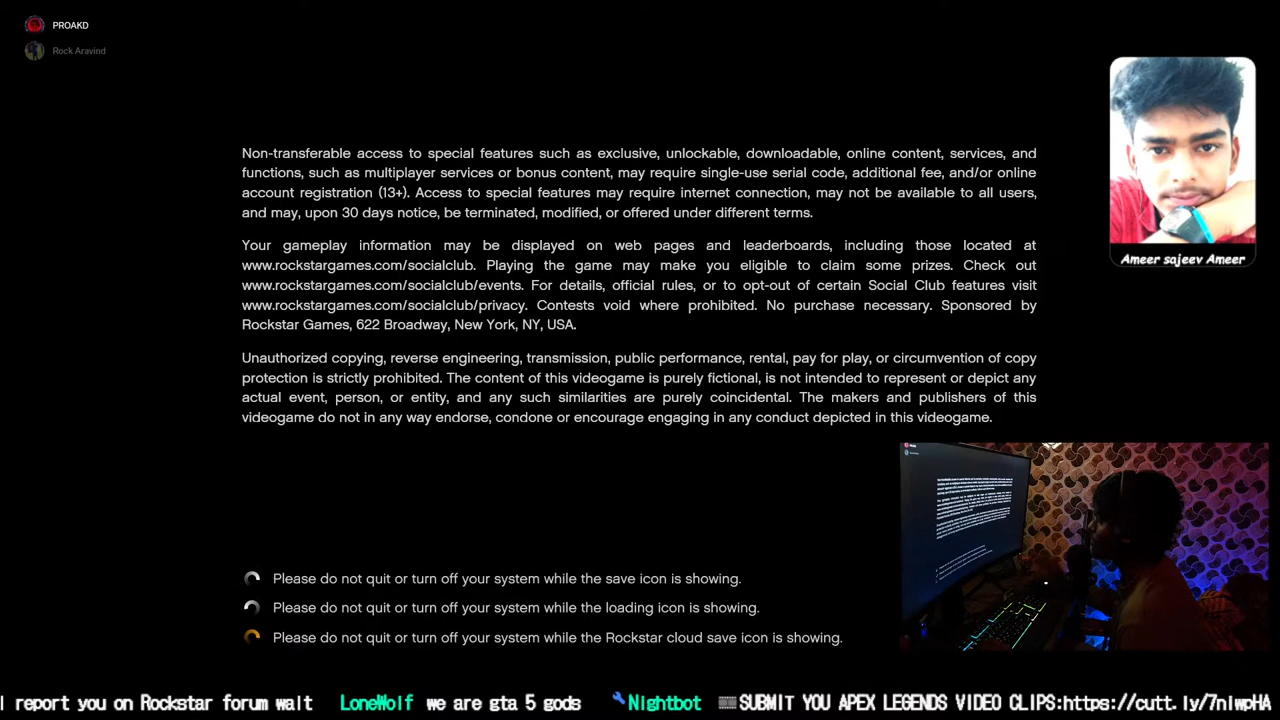 PROAKD
Rock Aravind
Non-transferable access to special features such as exclusive, unlockable, downloadable, online content, services, and
functions, such as multiplayer services or bonus content, may require single-use serial code, additional fee, and/or online
account registration (13+). Access to special features may require internet connection, may not be available to all users,
and may, upon 30 days notice, be terminated, modified, or offered under different terms.
Your gameplay information may be displayed on web pages and leaderboards, including those located at
www.rockstargames.com/socialclub. Playing the game may make you eligible to claim some prizes. Check out
www.rockstargames.com/socialclub/events. For details, official rules, or to opt-out of certain Social Club features visit
www.rockstargames.com/socialclub/privacy. Contests void where prohibited. No purchase necessary. Sponsored by
Rockstar Games, 622 Broadway, New York, NY, USA.
Unauthorized copying, reverse engineering, transmission, public performance, rental, pay for play, or circumvention of copy
protection is strictly prohibited. The content of this videogame is purely fictional, is not intended to represent or depict any
actual event, person, or entity, and any such similarities are purely coincidental. The makers and publishers of this
videogame do not in any way endorse, condone or encourage engaging in any conduct depicted in this videogame.
Ameer sajeev Ameer
Please do not quit or turn off your system while the save icon is showing.
Please do not quit or turn off your system while the loading icon is showing.
Please do not quit or turn off your system while the Rockstar cloud save icon is showing.
I report you on Rockstar forum wait LoneWolf we are gta 5 gods Nightbot SUBMIT YOU APEX LEGENDS VIDEO CLIPS:https://cutt.ly/7nIwpHA